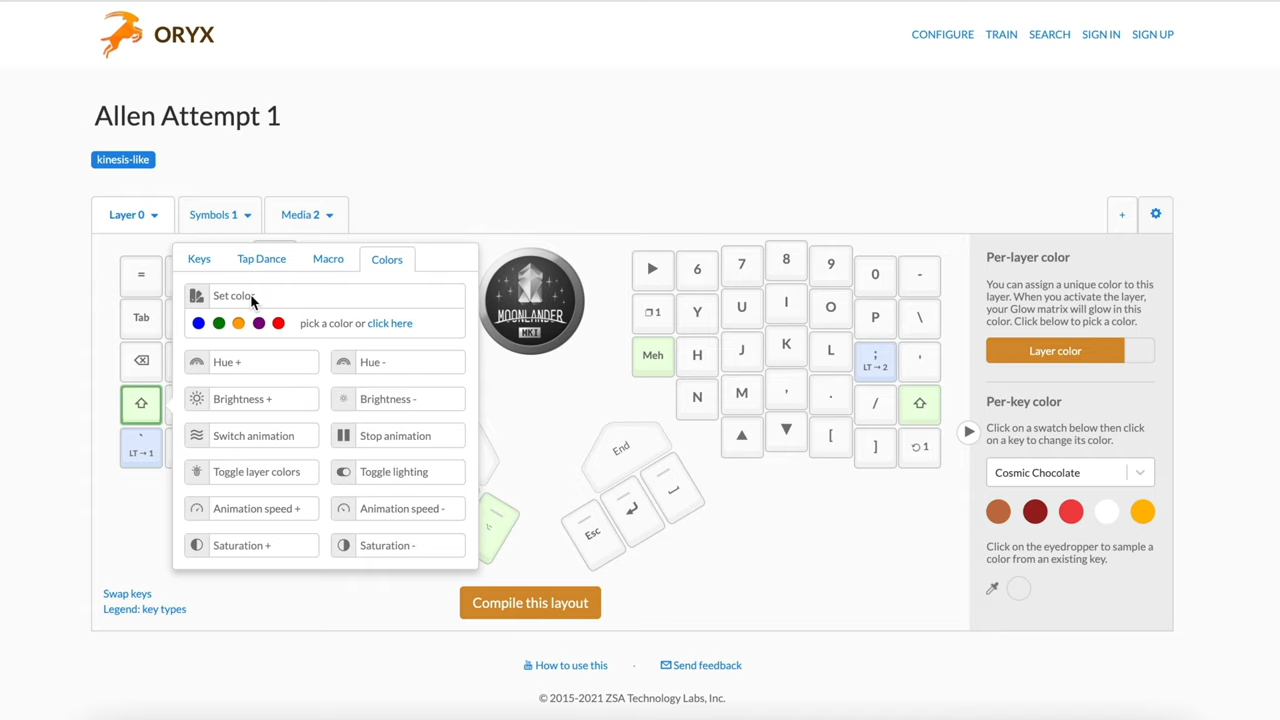 ORYX
CONFIGURE TRAIN SEARCH SIGN IN SIGN UP
Allen Attempt 1
kinesis-like
Layer 0 Symbols 1 Media 2 +
Keys Tap Dance Macro Colors
Set color
pick a color or click here
Hue + Hue -
Brightness + Brightness -
Switch animation Stop animation
Toggle layer colors Toggle lighting
Animation speed + Animation speed -
Saturation + Saturation -
=
Tab
`
LT → 1
MOONLANDER
MK1
6 7 8 9 0 -
1 Y U I O P \
Meh H J K L ; '
LT → 2
N M , . /
[ ] 1
End
Esc
Per-layer color
You can assign a unique color to this
layer. When you activate the layer,
your Glow matrix will glow in this
color. Click below to pick a color.
Layer color
Per-key color
Click on a swatch below then click
on a key to change its color.
Cosmic Chocolate
Click on the eyedropper to sample a
color from an existing key.
Swap keys
Legend: key types
Compile this layout
How to use this · Send feedback
© 2015-2021 ZSA Technology Labs, Inc.